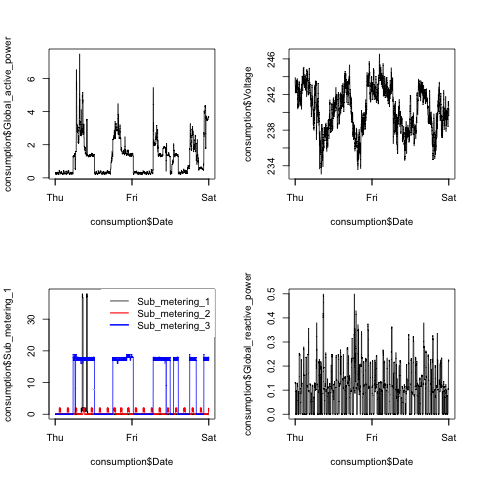 consumption$Global_active_power
0 2 4 6
Thu Fri Sat
consumption$Date
consumption$Voltage
234 238 242 246
Thu Fri Sat
consumption$Date
consumption$Sub_metering_1
0 10 20 30
Sub_metering_1
Sub_metering_2
Sub_metering_3
Thu Fri Sat
consumption$Date
consumption$Global_reactive_power
0.0 0.1 0.2 0.3 0.4 0.5
Thu Fri Sat
consumption$Date